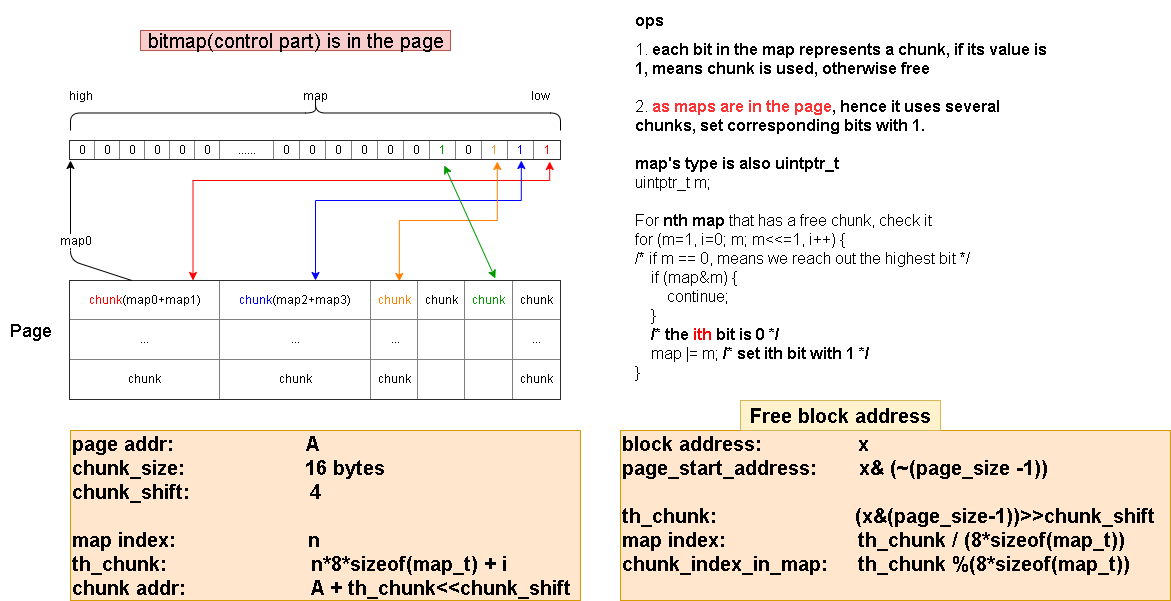 bitmap(control part) is in the page
high map low
0 0 0 0 0 ...... 0 0 0 0 0 0 1 0 1 1 1
map0
Page
chunk(map0+map1) chunk(map2+map3) chunk chunk chunk chunk
... ... ... ...
chunk chunk chunk chunk
page addr: A
chunk_size: 16 bytes
chunk_shift: 4
map index: n
th_chunk: n*8*sizeof(map_t) + i
chunk addr: A + th_chunk<<chunk_shift
ops
1. each bit in the map represents a chunk, if its value is
1, means chunk is used, otherwise free
2. as maps are in the page, hence it uses several
chunks, set corresponding bits with 1.
map's type is also uintptr_t
uintptr_t m;
For nth map that has a free chunk, check it
for (m=1, i=0; m; m<<=1, i++) {
/* if m == 0, means we reach out the highest bit */
if (map&m) {
continue;
}
/* the ith bit is 0 */
map |= m; /* set ith bit with 1 */
}
Free block address
block address: x
page_start_address: x& (~(page_size -1))
th_chunk: (x&(page_size-1))>>chunk_shift
map index: th_chunk / (8*sizeof(map_t))
chunk_index_in_map: th_chunk %(8*sizeof(map_t))